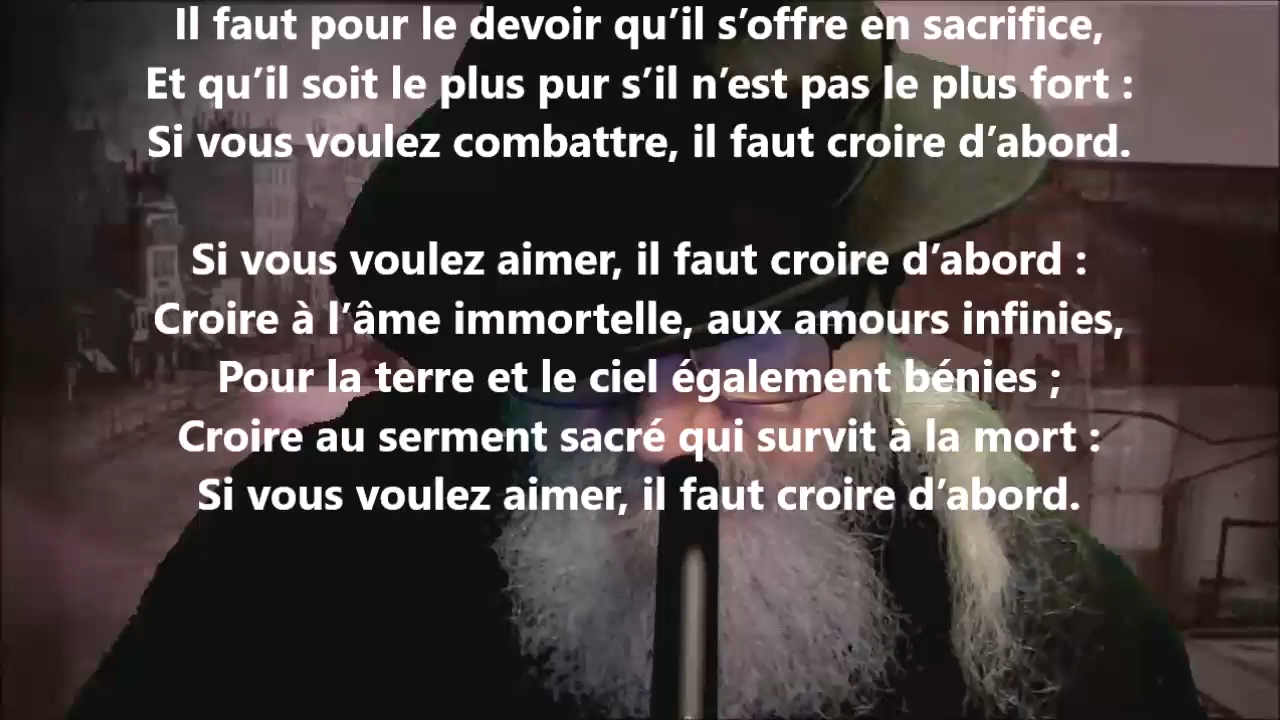 Il faut pour le devoir qu’il s’offre en sacrifice,
Et qu’il soit le plus pur s’il n’est pas le plus fort :
Si vous voulez combattre, il faut croire d’abord.
Si vous voulez aimer, il faut croire d’abord :
Croire à l’âme immortelle, aux amours infinies,
Pour la terre et le ciel également bénies ;
Croire au serment sacré qui survit à la mort :
Si vous voulez aimer, il faut croire d’abord.